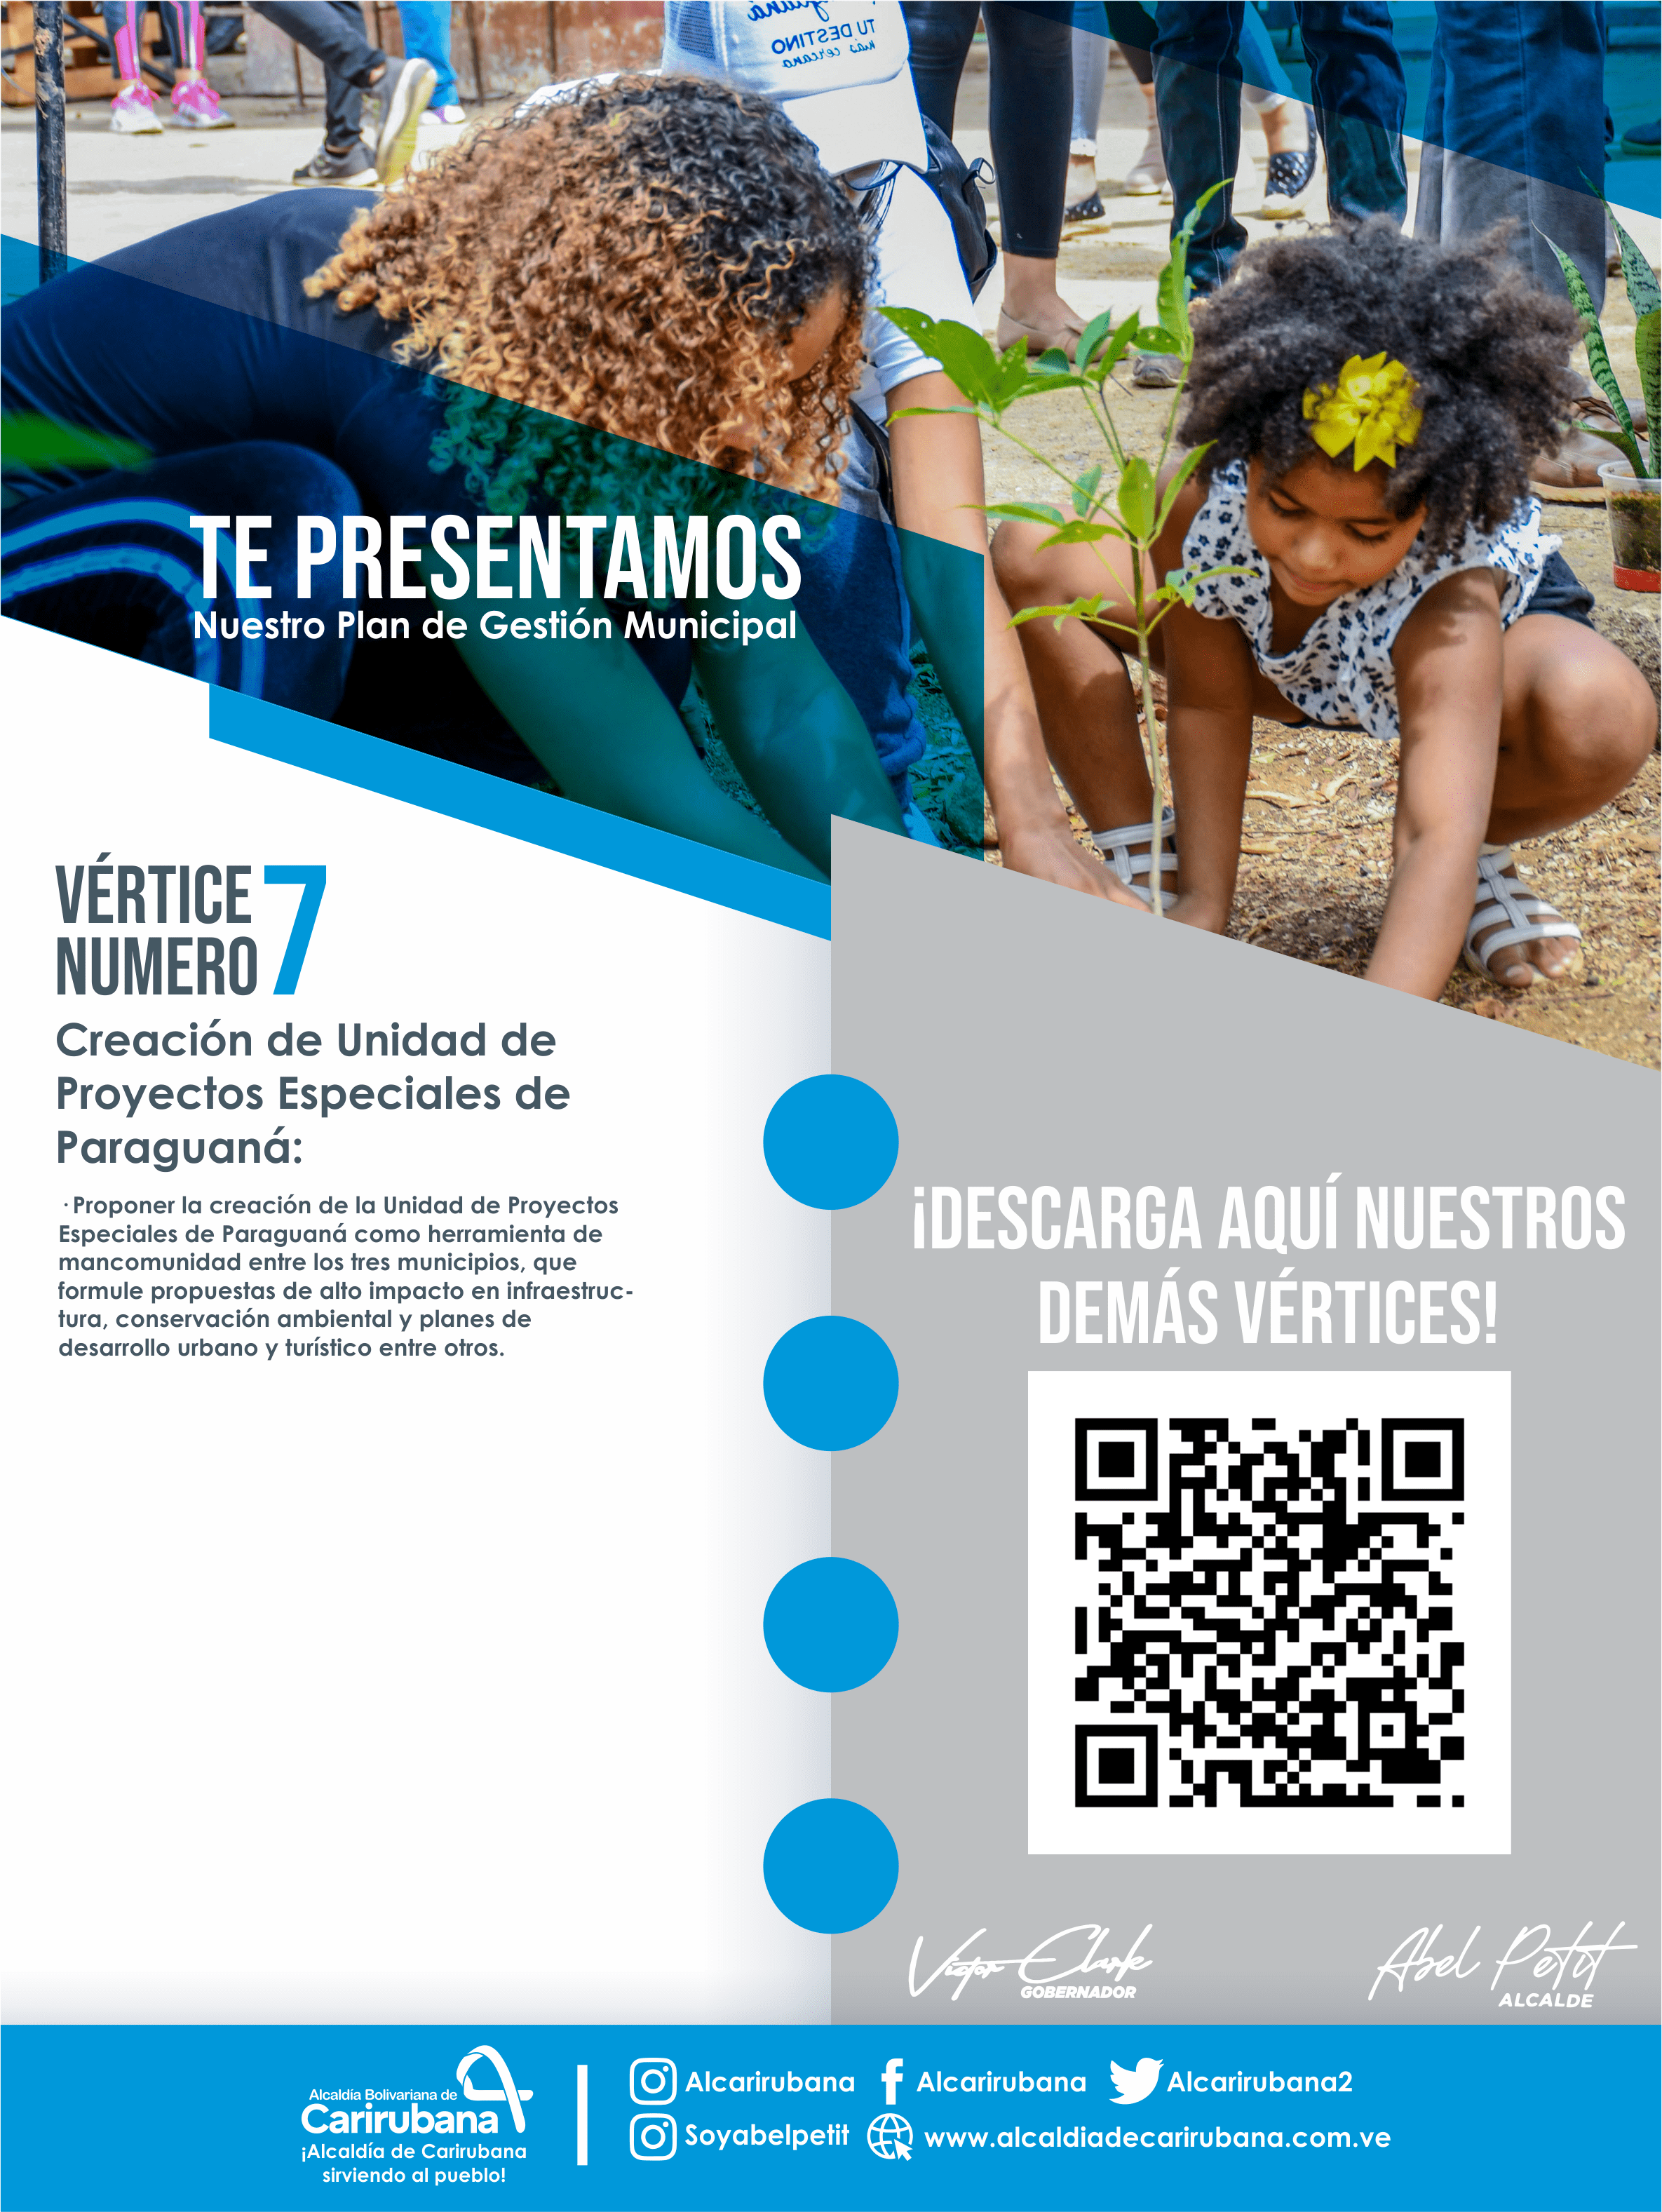 TU DESTINO
más cercano
TE PRESENTAMOS
Nuestro Plan de Gestión Municipal
VÉRTICE
NUMERO 7
Creación de Unidad de
Proyectos Especiales de
Paraguaná:
· Proponer la creación de la Unidad de Proyectos
Especiales de Paraguaná como herramienta de
mancomunidad entre los tres municipios, que
formule propuestas de alto impacto en infraestruc-
tura, conservación ambiental y planes de
desarrollo urbano y turístico entre otros.
¡DESCARGA AQUÍ NUESTROS
DEMÁS VÉRTICES!
Victor Clark
GOBERNADOR
Abel Petit
ALCALDE
Alcaldía Bolivariana de
Carirubana
¡Alcaldía de Carirubana
sirviendo al pueblo!
Alcarirubana Alcarirubana Alcarirubana2
Soyabelpetit www.alcaldiadecarirubana.com.ve